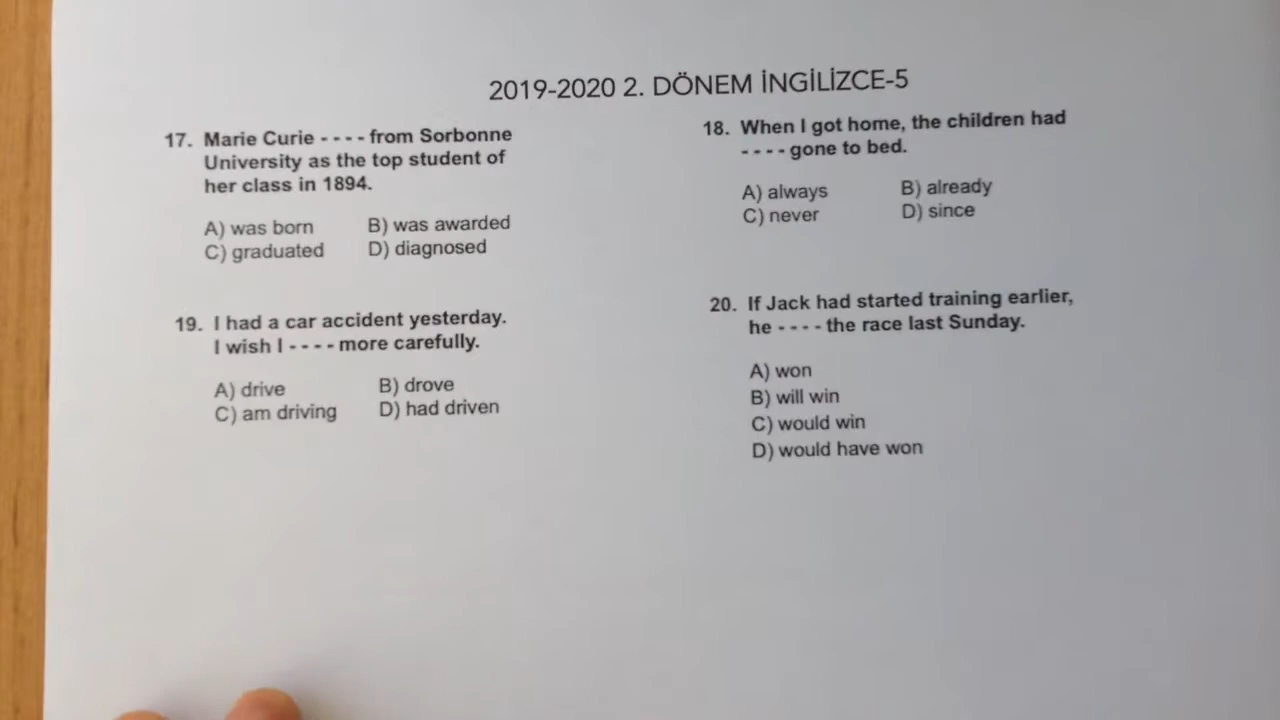 2019-2020 2. DÖNEM İNGİLİZCE-5
17. Marie Curie - - - - from Sorbonne
University as the top student of
her class in 1894.
A) was born B) was awarded
C) graduated D) diagnosed
18. When I got home, the children had
- - - - gone to bed.
A) always B) already
C) never D) since
19. I had a car accident yesterday.
I wish I - - - - more carefully.
A) drive B) drove
C) am driving D) had driven
20. If Jack had started training earlier,
he - - - - the race last Sunday.
A) won
B) will win
C) would win
D) would have won